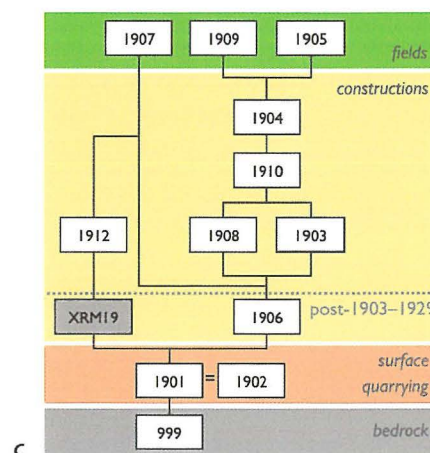 1907 1909 1905
fields
constructions
1904
1910
1912 1908 1903
XRM19 1906 post-1903–1929
surface
1901 = 1902
quarrying
999 bedrock
c